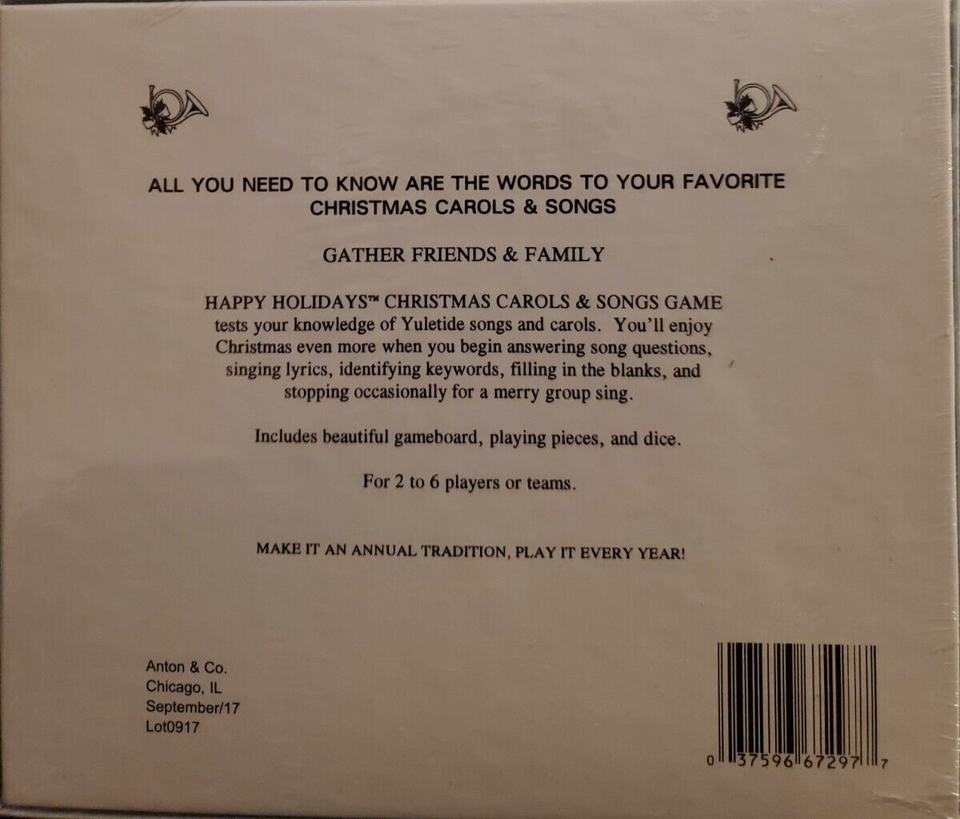 ALL YOU NEED TO KNOW ARE THE WORDS TO YOUR FAVORITE
CHRISTMAS CAROLS & SONGS
GATHER FRIENDS & FAMILY
HAPPY HOLIDAYS™ CHRISTMAS CAROLS & SONGS GAME
tests your knowledge of Yuletide songs and carols. You'll enjoy
Christmas even more when you begin answering song questions,
singing lyrics, identifying keywords, filling in the blanks, and
stopping occasionally for a merry group sing.
Includes beautiful gameboard, playing pieces, and dice.
For 2 to 6 players or teams.
MAKE IT AN ANNUAL TRADITION, PLAY IT EVERY YEAR!
Anton & Co.
Chicago, IL
September/17
Lot0917
0 37596 67297 7